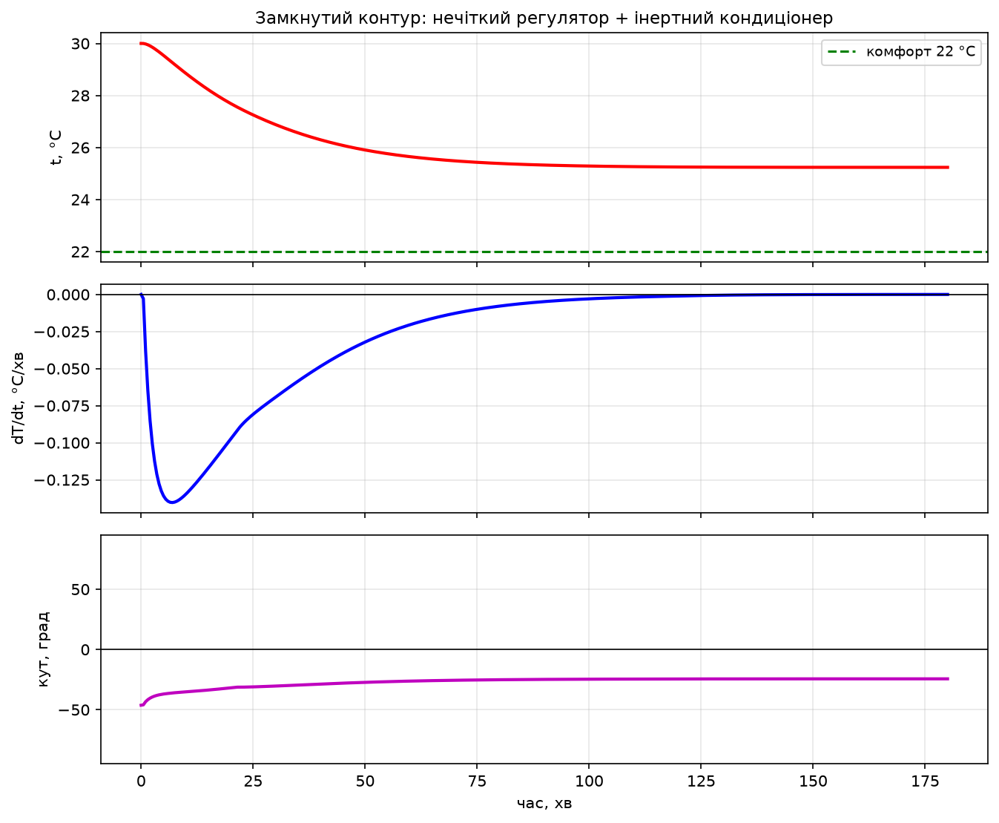 Замкнутий контур: нечіткий регулятор + інертний кондиціонер
комфорт 22 °C
30
28
26
24
22
t, °C
0.000
−0.025
−0.050
−0.075
−0.100
−0.125
dT/dt, °C/хв
50
0
−50
кут, град
0 25 50 75 100 125 150 175
час, хв